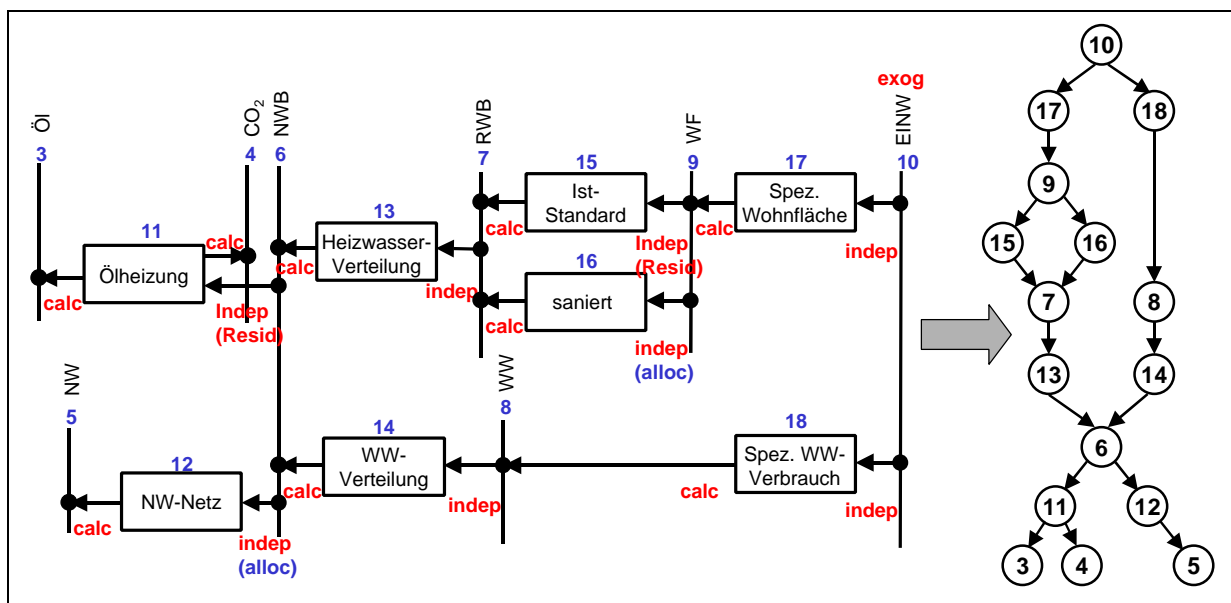 exog
Öl
CO₂
NWB
RWB
WF
EINW
3
4
6
7
9
10
15
Ist-
Standard
17
Spez.
Wohnfläche
calc
Indep
(Resid)
calc
indep
13
Heizwasser-
Verteilung
calc
indep
11
Ölheizung
calc
calc
Indep
(Resid)
16
saniert
calc
indep
(alloc)
NW
5
WW
8
12
NW-Netz
calc
indep
(alloc)
14
WW-
Verteilung
calc
indep
18
Spez. WW-
Verbrauch
calc
indep
10
17
18
9
15
16
7
8
13
14
6
11
12
3
4
5